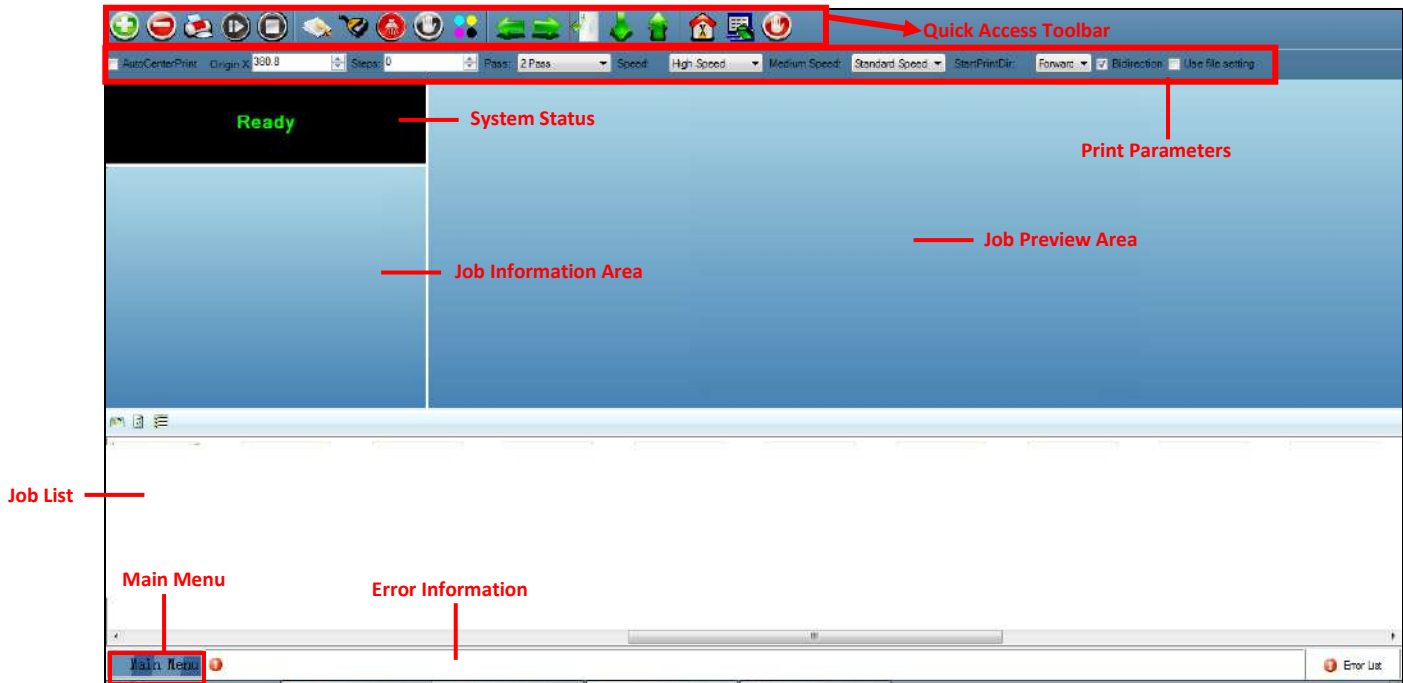 Quick Access Toolbar
AutoCenterPrint Origin X 380.8 Steps: 0 Pass: 2 Pass Speed: High Speed Medium Speed: Standard Speed StartPrintDir: Forward Bidirection Use file setting
Ready
System Status
Print Parameters
Job Preview Area
Job Information Area
Job List
Main Menu
Error Information
Main Menu
Error List